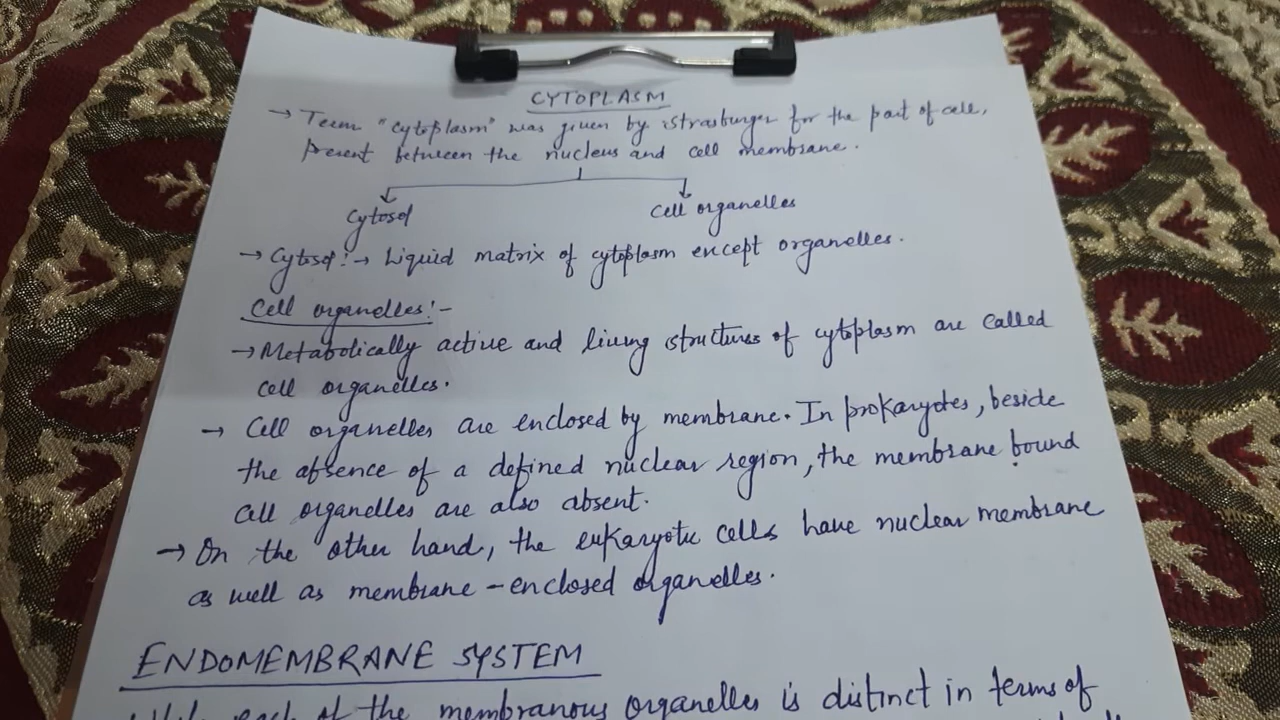 CYTOPLASM
→ Term "cytoplasm" was given by strasburger for the part of cell,
present between the nucleus and cell membrane.
Cytosol Cell organelles
→ Cytosol:→ Liquid matrix of cytoplasm except organelles.
Cell organelles:-
→ Metabolically active and living structures of cytoplasm are called
cell organelles.
→ Cell organelles are enclosed by membrane. In prokaryotes, beside
the absence of a defined nuclear region, the membrane bound
cell organelles are also absent.
→ On the other hand, the eukaryotic cells have nuclear membrane
as well as membrane-enclosed organelles.
ENDOMEMBRANE SYSTEM
each of the membranous organelles is distinct in terms of